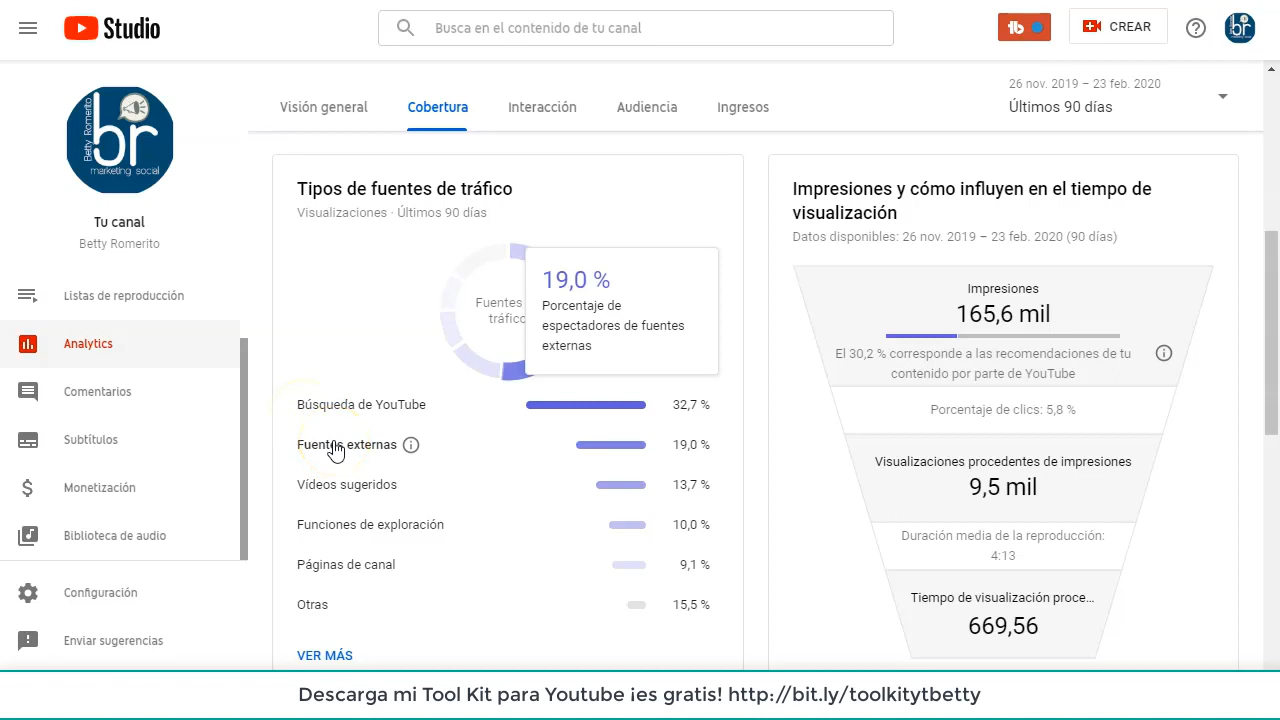 Studio
Busca en el contenido de tu canal
CREAR
br
Betty Romerito
br
marketing social
Tu canal
Betty Romerito
Listas de reproducción
Analytics
Comentarios
Subtítulos
Monetización
Biblioteca de audio
Configuración
Enviar sugerencias
Visión general
Cobertura
Interacción
Audiencia
Ingresos
26 nov. 2019 – 23 feb. 2020
Últimos 90 días
Tipos de fuentes de tráfico
Visualizaciones · Últimos 90 días
Fuentes
tráfico
19,0 %
Porcentaje de
espectadores de fuentes
externas
Búsqueda de YouTube 32,7 %
Fuentes externas 19,0 %
Vídeos sugeridos 13,7 %
Funciones de exploración 10,0 %
Páginas de canal 9,1 %
Otras 15,5 %
VER MÁS
Impresiones y cómo influyen en el tiempo de
visualización
Datos disponibles: 26 nov. 2019 – 23 feb. 2020 (90 días)
Impresiones
165,6 mil
El 30,2 % corresponde a las recomendaciones de tu
contenido por parte de YouTube
Porcentaje de clics: 5,8 %
Visualizaciones procedentes de impresiones
9,5 mil
Duración media de la reproducción:
4:13
Tiempo de visualización proce...
669,56
Descarga mi Tool Kit para Youtube ¡es gratis! http://bit.ly/toolkitytbetty